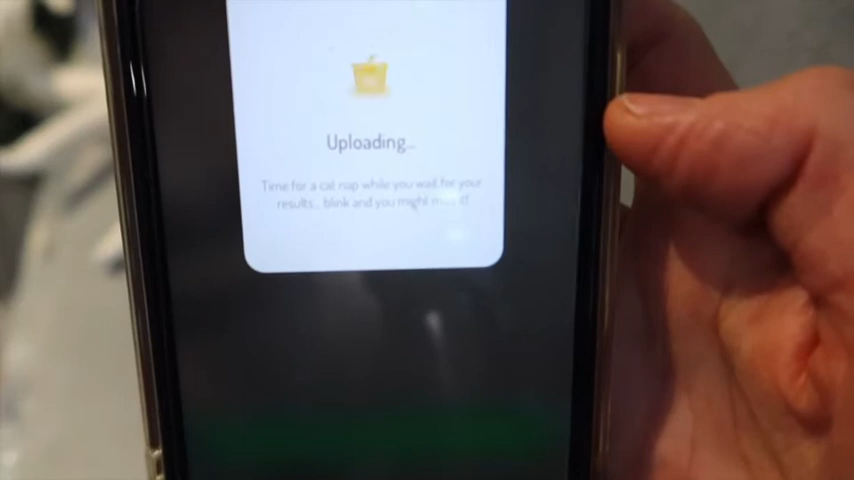 Uploading...
Time for a cat nap while you wait for your
results... blink and you might miss it!